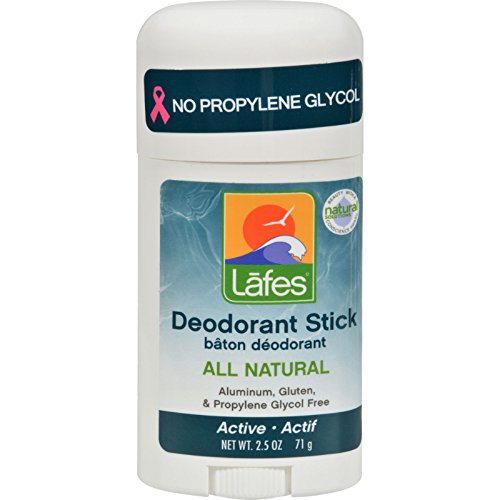 NO PROPYLENE GLYCOL
natural
Lāfes
Deodorant Stick
bâton déodorant
ALL NATURAL
Aluminum, Gluten,
& Propylene Glycol Free
Active • Actif
NET WT. 2.5 OZ 71 g